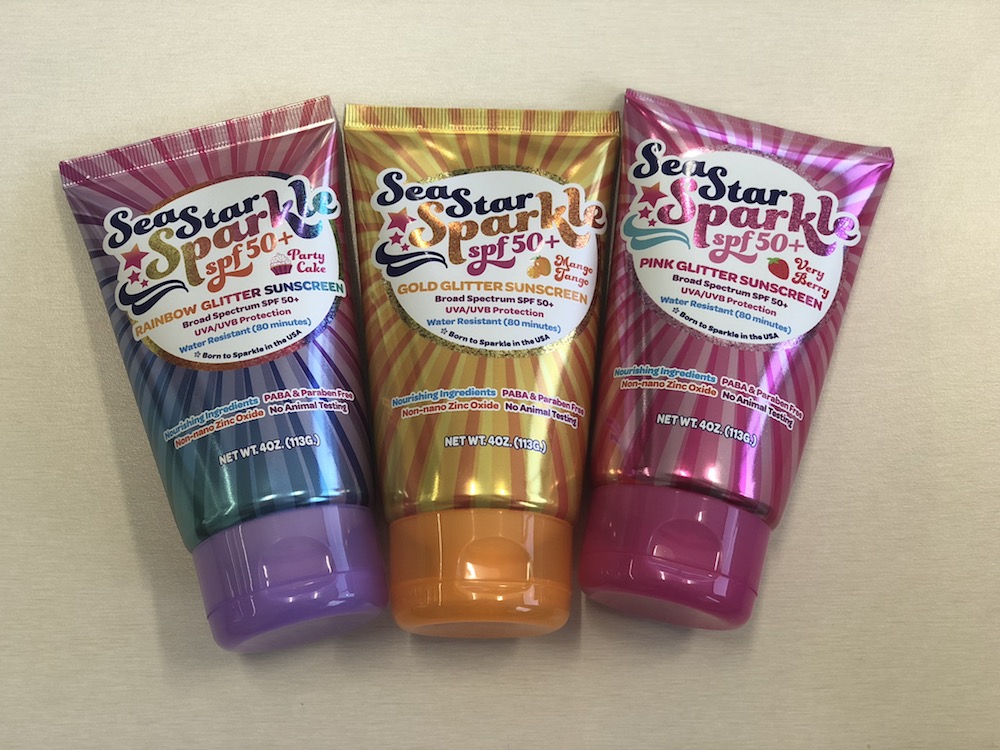 Sea Star
Sparkle
spf 50+
Party
Cake
RAINBOW GLITTER SUNSCREEN
Broad Spectrum SPF 50+
UVA/UVB Protection
Water Resistant (80 minutes)
☆ Born to Sparkle in the USA
Nourishing Ingredients PABA & Paraben Free
Non-nano Zinc Oxide No Animal Testing
NET WT. 4OZ. (113G.)
Sea Star
Sparkle
spf 50+
Mango
Tango
GOLD GLITTER SUNSCREEN
Broad Spectrum SPF 50+
UVA/UVB Protection
Water Resistant (80 minutes)
☆ Born to Sparkle in the USA
Nourishing Ingredients PABA & Paraben Free
Non-nano Zinc Oxide No Animal Testing
NET WT. 4OZ. (113G.)
Sea Star
Sparkle
spf 50+
Very
Berry
PINK GLITTER SUNSCREEN
Broad Spectrum SPF 50+
UVA/UVB Protection
Water Resistant (80 minutes)
☆ Born to Sparkle in the USA
Nourishing Ingredients PABA & Paraben Free
Non-nano Zinc Oxide No Animal Testing
NET WT. 4OZ. (113G.)